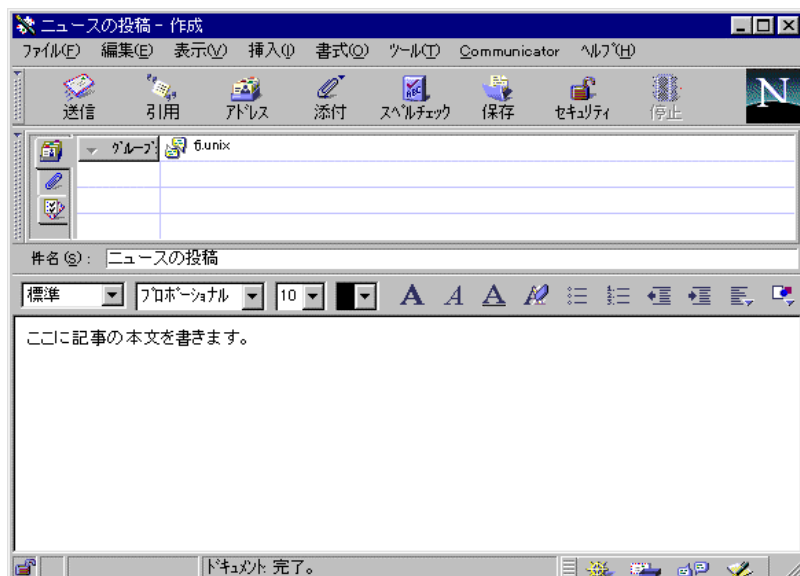 ニュースの投稿 - 作成
ファイル(F) 編集(E) 表示(V) 挿入(I) 書式(O) ツール(T) Communicator ヘルプ(H)
送信 引用 アドレス 添付 スペルチェック 保存 セキュリティ 停止
N
グループ: fj.unix
件名(S): ニュースの投稿
標準 プロポーショナル 10 A A A A
ここに記事の本文を書きます。
ドキュメント: 完了。